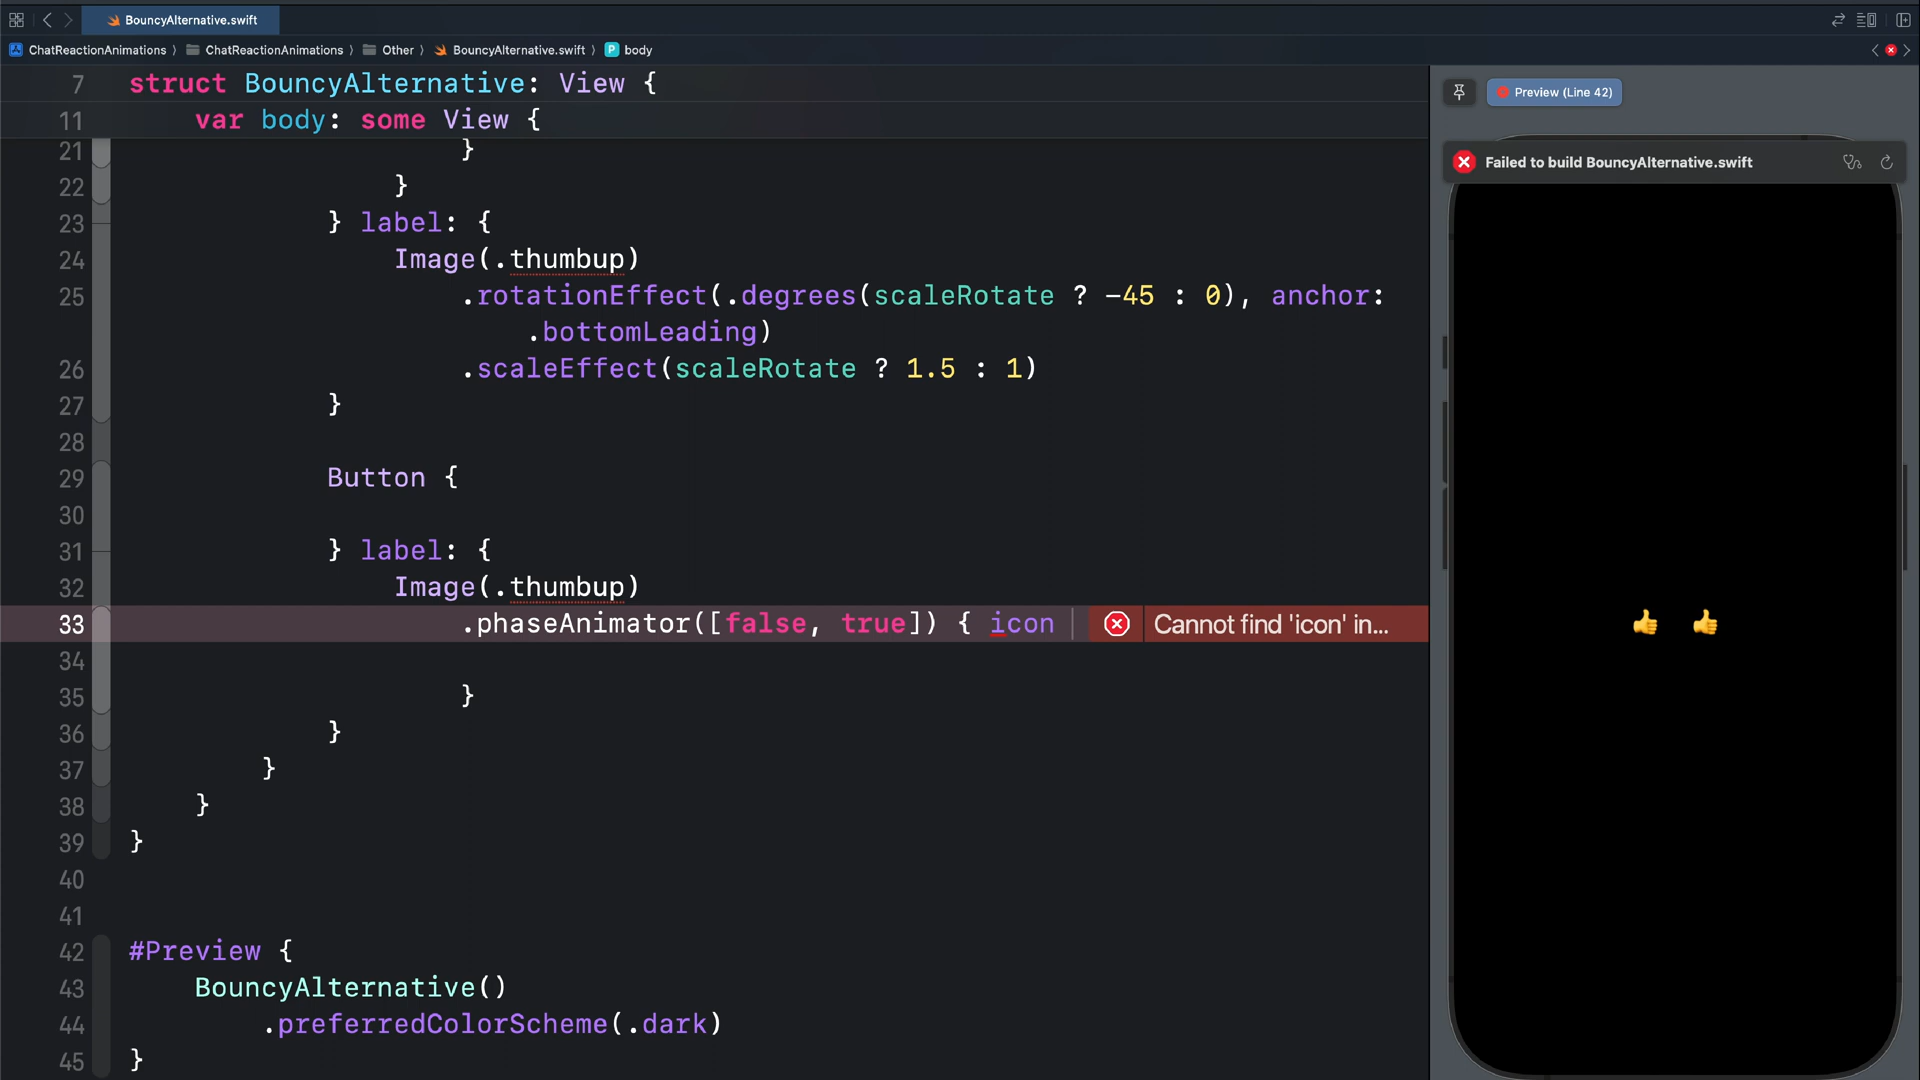 BouncyAlternative.swift
ChatReactionAnimations 〉 ChatReactionAnimations 〉 Other 〉 BouncyAlternative.swift 〉 P body
7 struct BouncyAlternative: View {
11 var body: some View {
21 }
22 }
23 } label: {
24 Image(.thumbup)
25 .rotationEffect(.degrees(scaleRotate ? -45 : 0), anchor:
.bottomLeading)
26 .scaleEffect(scaleRotate ? 1.5 : 1)
27 }
28
29 Button {
30
31 } label: {
32 Image(.thumbup)
33 .phaseAnimator([false, true]) { icon Cannot find 'icon' in...
34
35 }
36 }
37 }
38 }
39 }
40
41
42 #Preview {
43 BouncyAlternative()
44 .preferredColorScheme(.dark)
45 }
Preview (Line 42)
Failed to build BouncyAlternative.swift